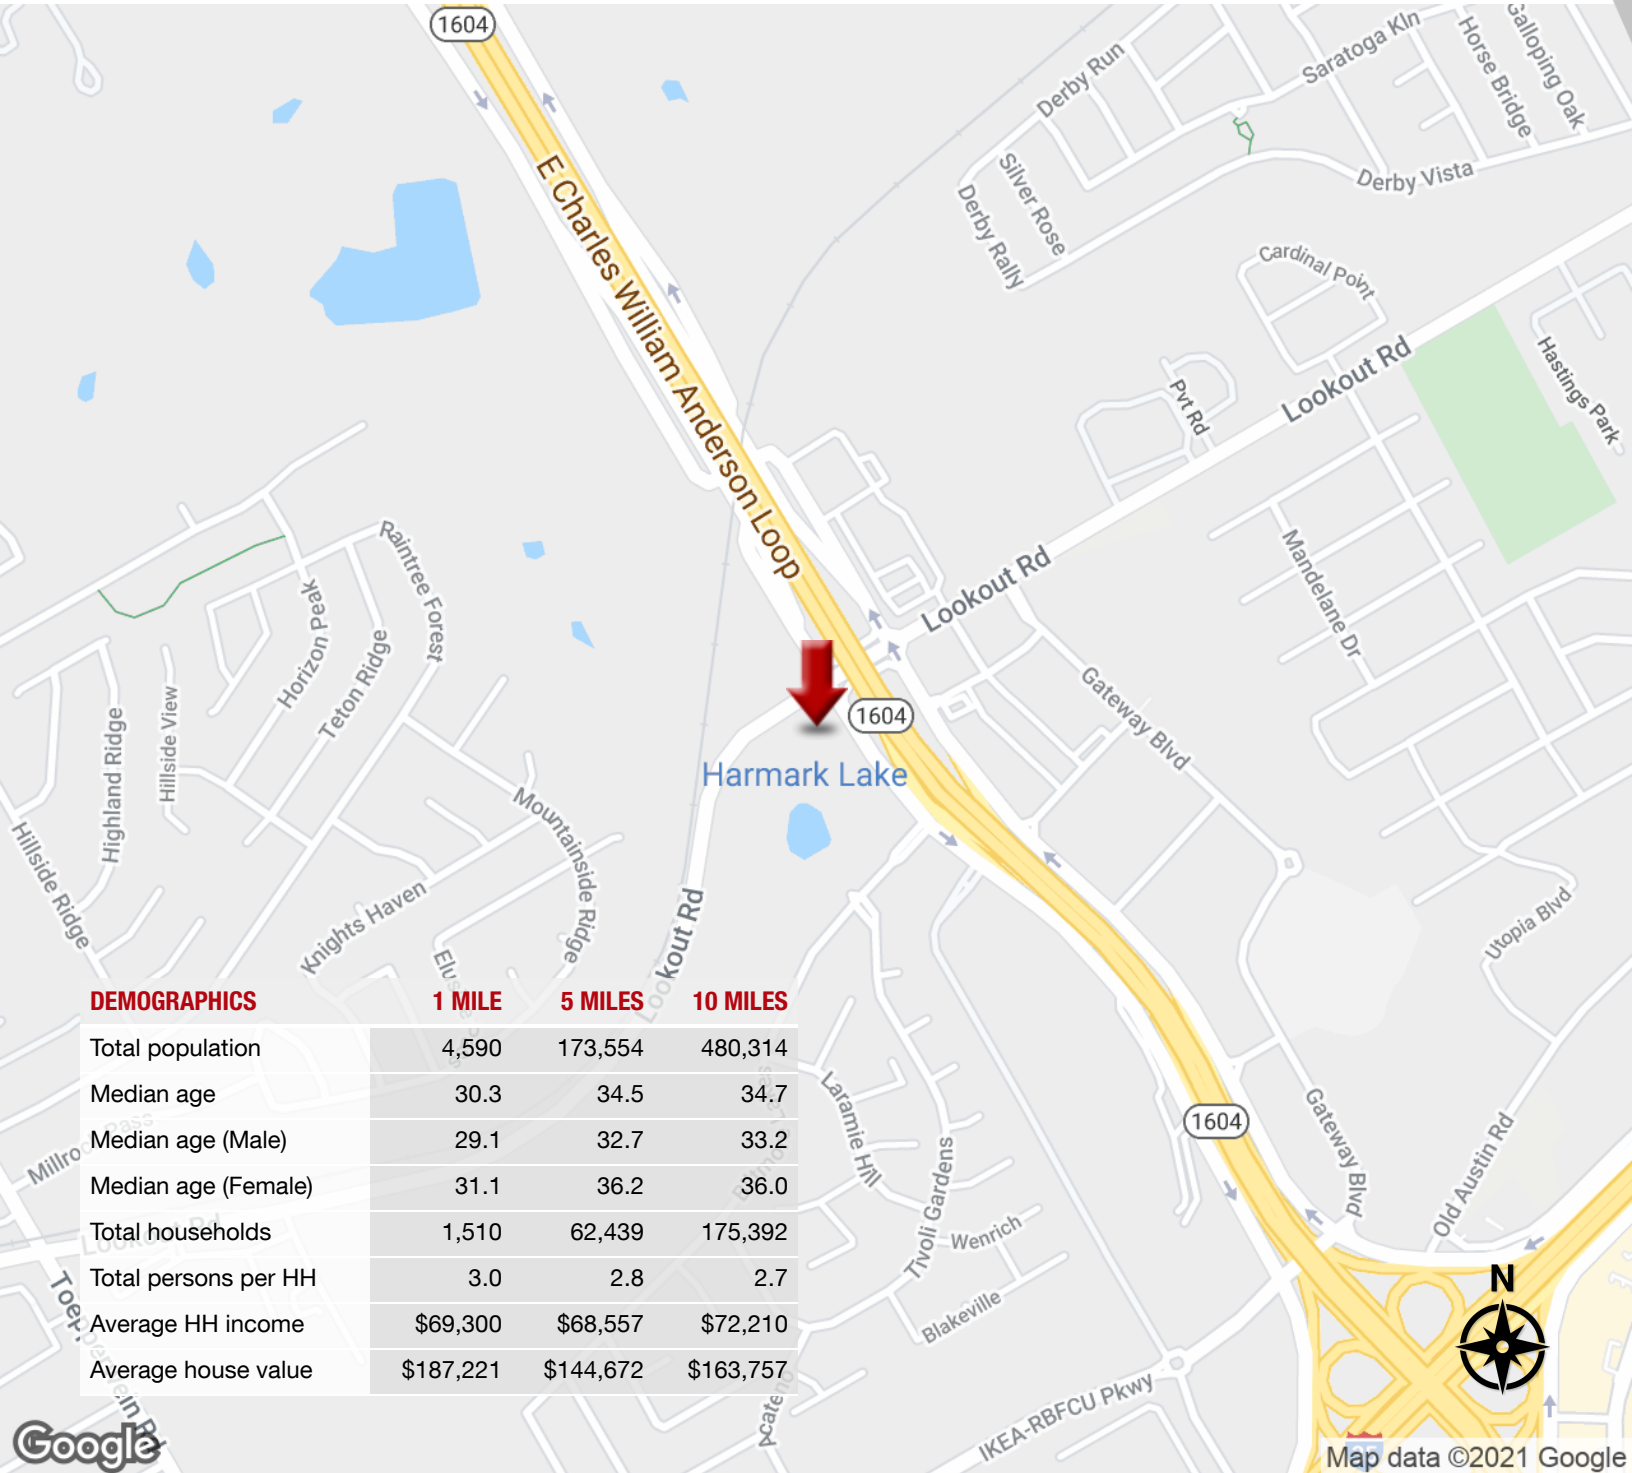 1604
E Charles William Anderson Loop
Derby Run
Saratoga Kln
Horse Bridge
Galloping Oak
Silver Rose
Derby Rally
Derby Vista
Cardinal Point
Lookout Rd
Hastings Park
Pvt Rd
Mandelane Dr
Lookout Rd
Gateway Blvd
Raintree Forest
Horizon Peak
Teton Ridge
Highland Ridge
Hillside View
Hillside Ridge
1604
Harmark Lake
Mountainside Ridge
Knights Haven
Lookout Rd
Utopia Blvd
DEMOGRAPHICS 1 MILE 5 MILES 10 MILES
Total population 4,590 173,554 480,314
Median age 30.3 34.5 34.7
Median age (Male) 29.1 32.7 33.2
Median age (Female) 31.1 36.2 36.0
Total households 1,510 62,439 175,392
Total persons per HH 3.0 2.8 2.7
Average HH income $69,300 $68,557 $72,210
Average house value $187,221 $144,672 $163,757
Laramie Hill
Tivoli Gardens
Wenrich
Blakeville
1604
Gateway Blvd
Old Austin Rd
Lookout Rd
N
IKEA-RBFCU Pkwy
35
Google
Map data ©2021 Google